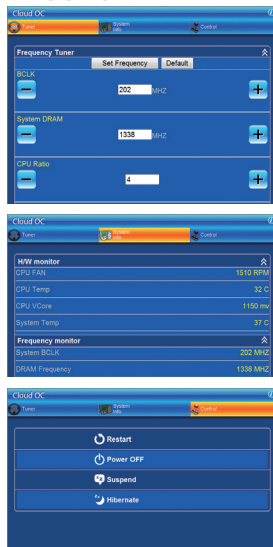 Cloud OC
Tuner System Info Control
Frequency Tuner
Set Frequency Default
BCLK
202 MHZ
System DRAM
1338 MHZ
CPU Ratio
4
Cloud OC
Tuner System Info Control
H/W monitor
CPU FAN 1510 RPM
CPU Temp 32 C
CPU VCore 1150 mv
System Temp 37 C
Frequency monitor
System BCLK 202 MHZ
DRAM Frequency 1338 MHZ
Cloud OC
Tuner System Info Control
Restart
Power OFF
Suspend
Hibernate